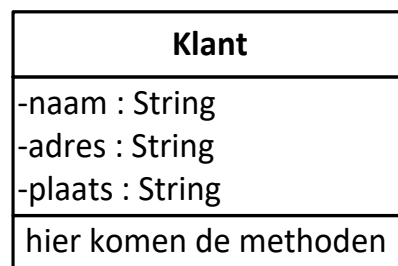 Klant
-naam : String
-adres : String
-plaats : String
hier komen de methoden